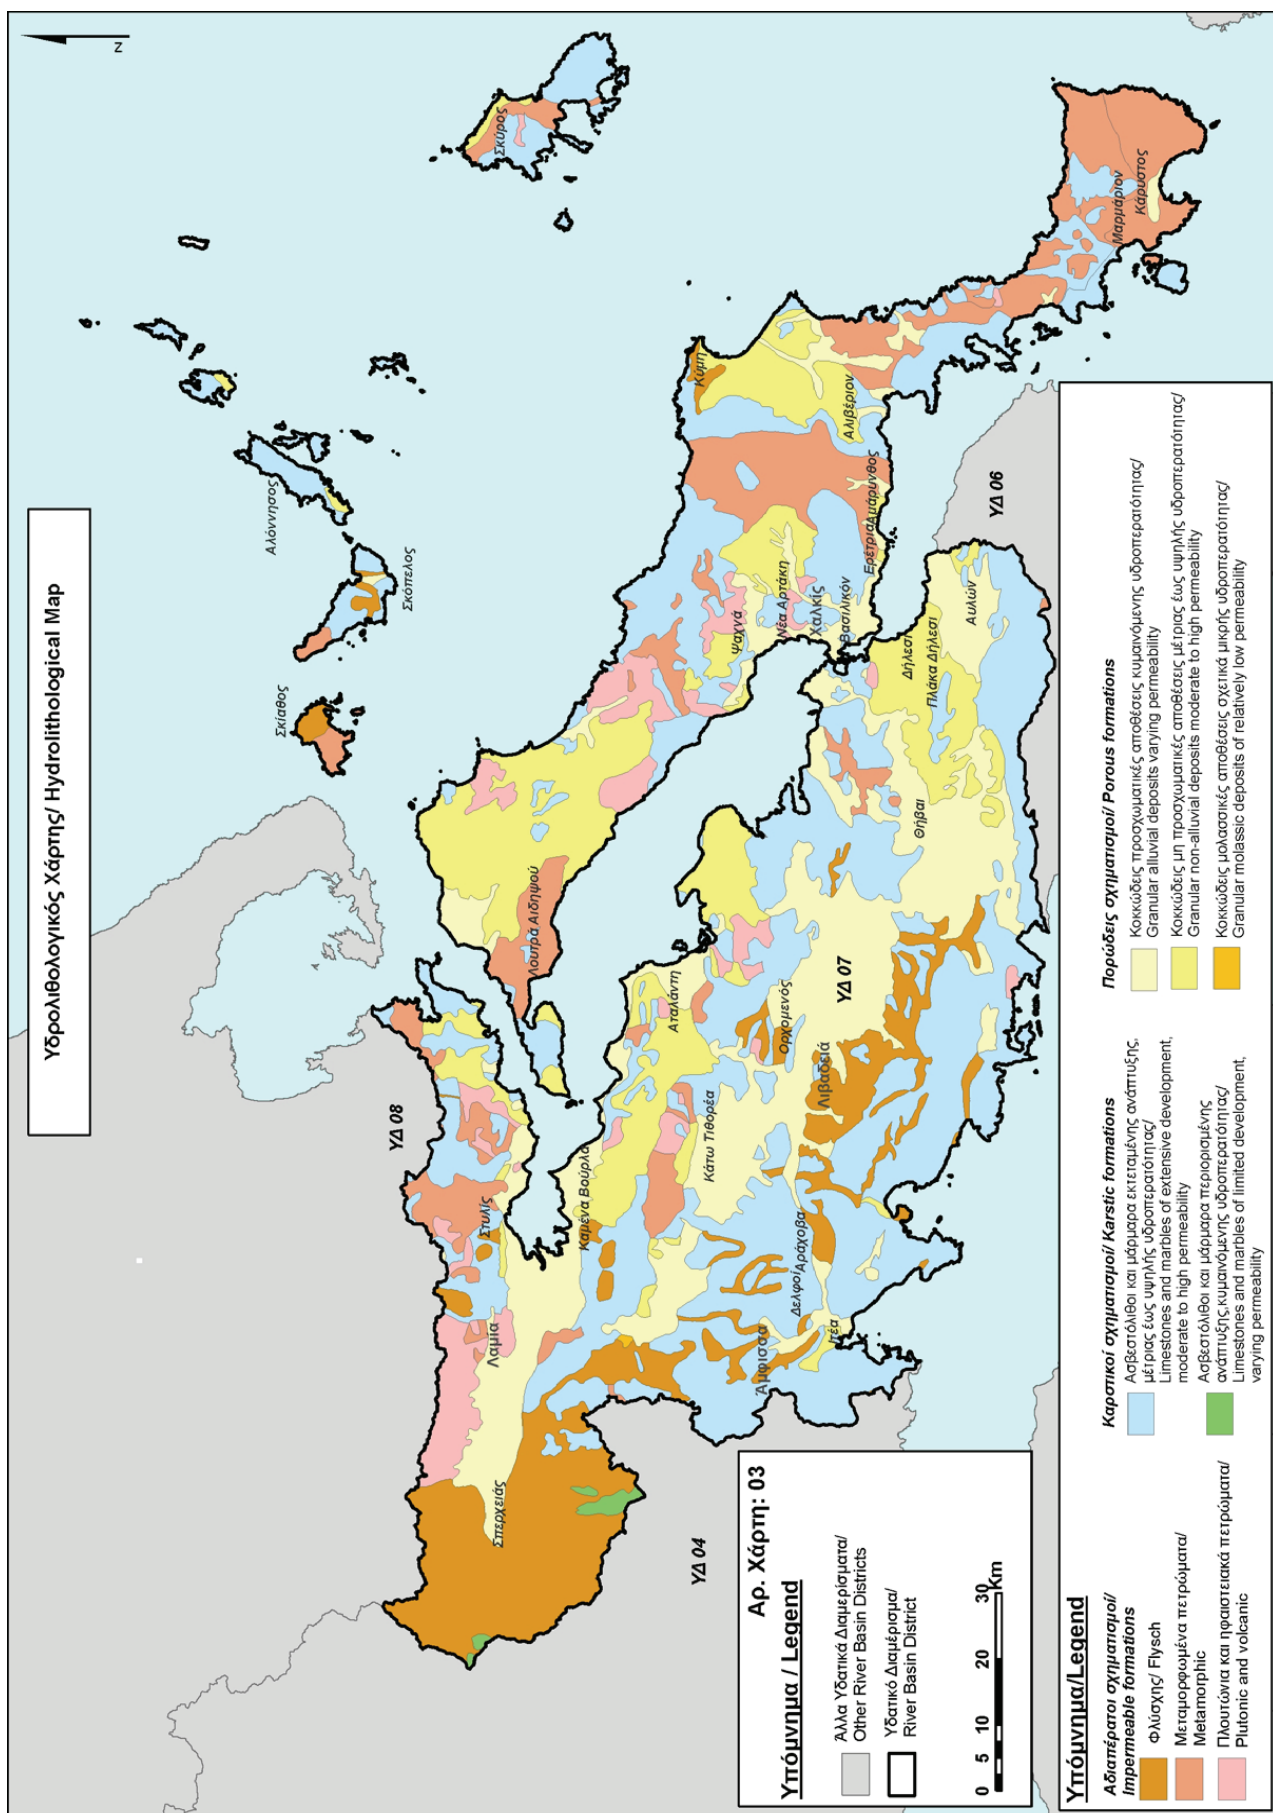 Υδρολιθολογικός Χάρτης/ Hydrolithological Map
N
Σκύρος
Αλόννησος
Σκόπελος
Σκίαθος
ΥΔ 08
Κύμη
Μαρμάριον
Κάρυστος
Αλιβέριον
Ερέτρια
Αμάρυνθος
Ψαχνά
Νέα Αρτάκη
Χαλκίς
Βασιλικόν
Λουτρά Αιδηψού
Στυλίς
Λαμία
Σπερχειάς
Καμένα Βούρλα
Αταλάντη
Κάτω Τιθορέα
Ορχομενός
Λιβαδειά
ΥΔ 07
Θήβαι
Δήλεσι
Πλάκα Δήλεσι
Αυλών
ΥΔ 06
Δελφοί
Αράχοβα
Άμφισσα
Ιτέα
ΥΔ 04
Αρ. Χάρτη: 03
Υπόμνημα / Legend
Άλλα Υδατικά Διαμερίσματα/
Other River Basin Districts
Υδατικό Διαμέρισμα/
River Basin District
0 5 10 20 30
Km
Υπόμνημα/Legend
Αδιαπέρατοι σχηματισμοί/
Impermeable formations
Φλύσχης/ Flysch
Μεταμορφωμένα πετρώματα/
Metamorphic
Πλουτώνια και ηφαιστειακά πετρώματα/
Plutonic and volcanic
Καρστικοί σχηματισμοί/ Karstic formations
Ασβεστόλιθοι και μάρμαρα εκτεταμένης ανάπτυξης,
μέτριας έως υψηλής υδροπερατότητας/
Limestones and marbles of extensive development,
moderate to high permeability
Ασβεστόλιθοι και μάρμαρα περιορισμένης
ανάπτυξης,κυμαινόμενης υδροπερατότητας/
Limestones and marbles of limited development,
varying permeability
Πορώδεις σχηματισμοί/ Porous formations
Κοκκώδεις προσχωματικές αποθέσεις κυμαινόμενης υδροπερατότητας/
Granular alluvial deposits varying permeability
Κοκκώδεις μη προσχωματικές αποθέσεις μέτριας έως υψηλής υδροπερατότητας/
Granular non-alluvial deposits moderate to high permeability
Κοκκώδεις μολασσικές αποθέσεις σχετικά μικρής υδροπερατότητας/
Granular molassic deposits of relatively low permeability